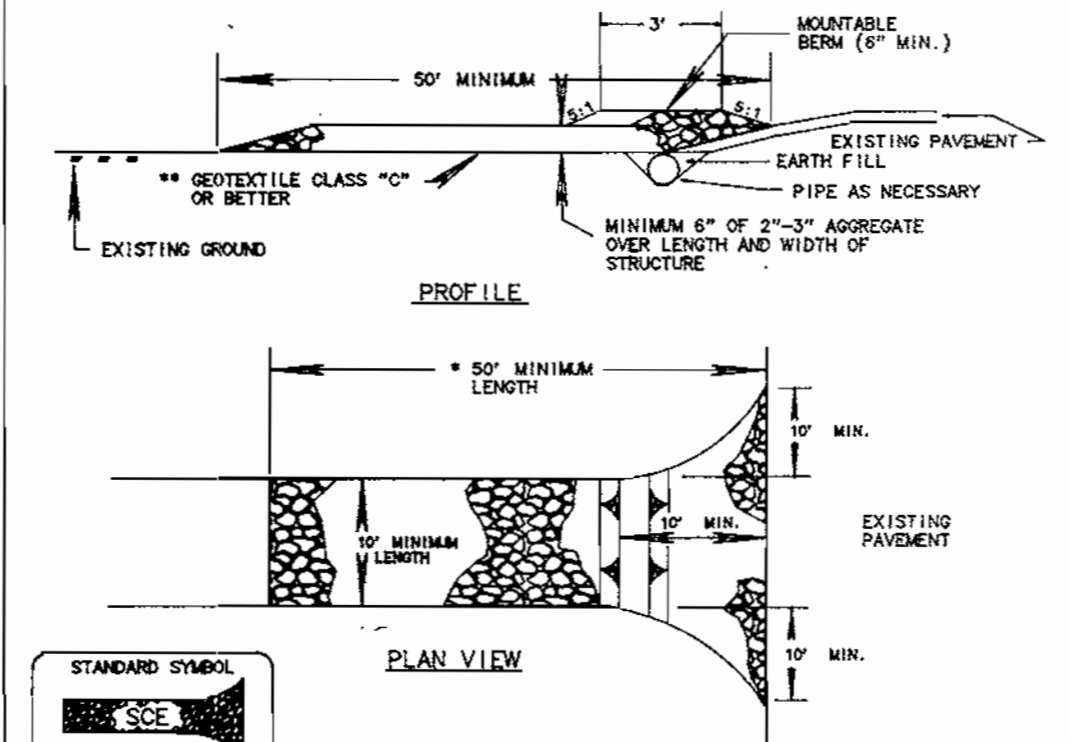 3'
MOUNTABLE
BERM (6" MIN.)
50' MINIMUM
5:1
5:1
EXISTING PAVEMENT
EARTH FILL
** GEOTEXTILE CLASS "C"
OR BETTER
PIPE AS NECESSARY
MINIMUM 6" OF 2"-3" AGGREGATE
OVER LENGTH AND WIDTH OF
STRUCTURE
EXISTING GROUND
PROFILE
* 50' MINIMUM
LENGTH
10' MIN.
10' MINIMUM
LENGTH
10' MIN.
EXISTING
PAVEMENT
10' MIN.
PLAN VIEW
STANDARD SYMBOL
SCE